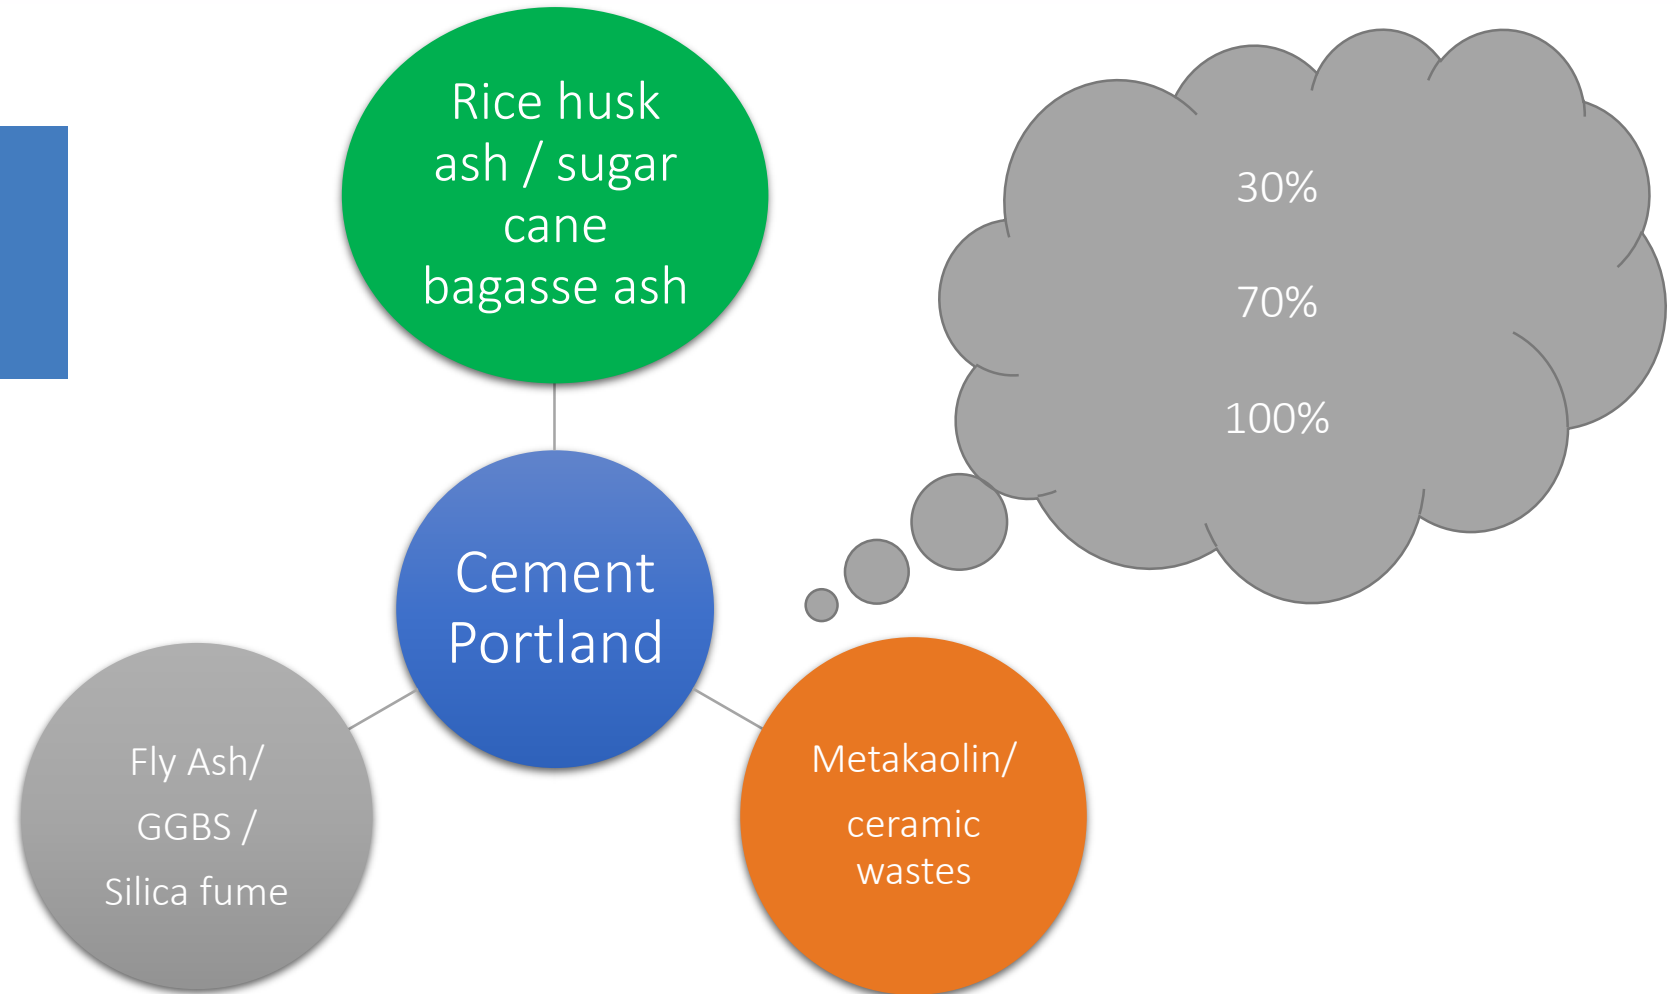 Rice husk
ash / sugar
cane
bagasse ash
30%
70%
100%
Cement
Portland
Fly Ash/
GGBS /
Silica fume
Metakaolin/
ceramic
wastes